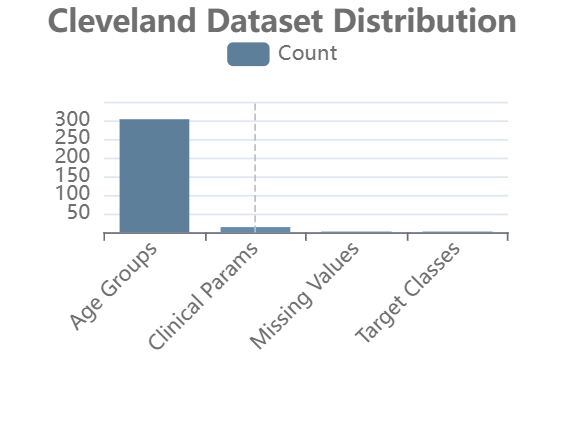 Cleveland Dataset Distribution
Count
300
250
200
150
100
50
Age Groups
Clinical Params
Missing Values
Target Classes